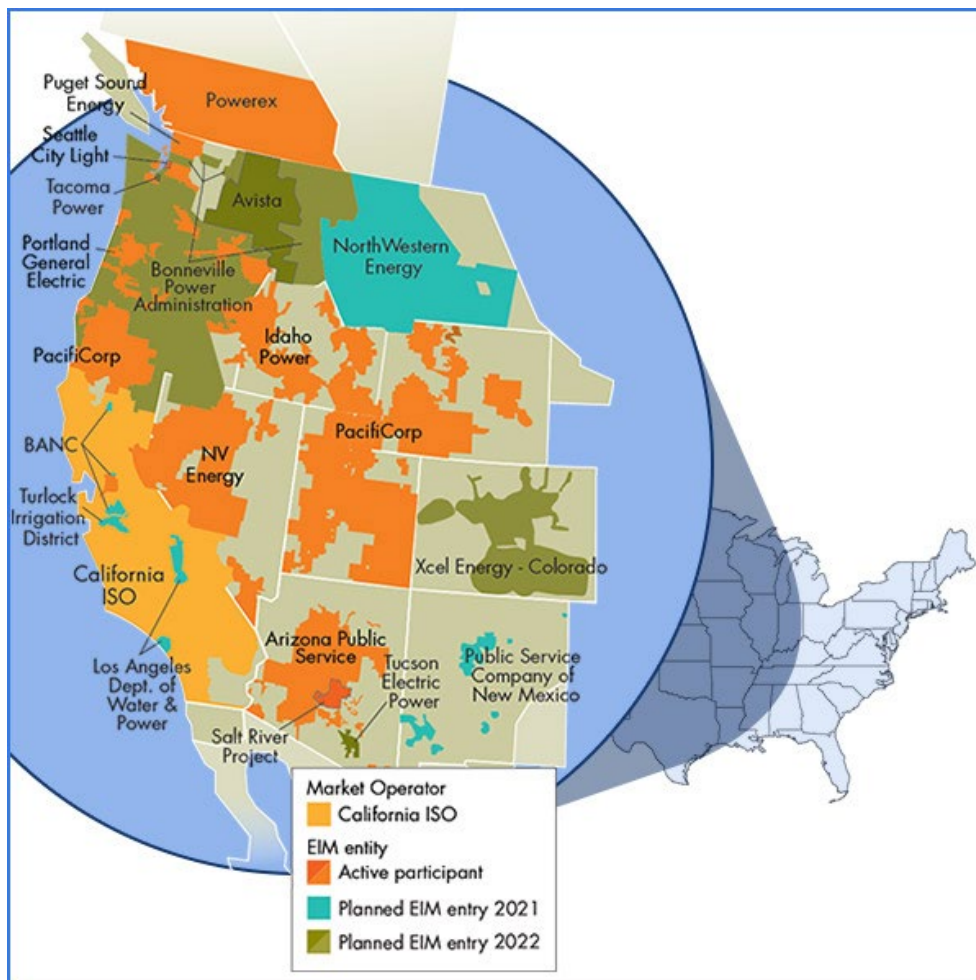 Puget Sound
Energy
Powerex
Seattle
City Light
Tacoma
Power
Avista
Portland
General
Electric
Bonneville
Power
Administration
NorthWestern
Energy
PacifiCorp
Idaho
Power
PacifiCorp
BANC
NV
Energy
Turlock
Irrigation
District
California
ISO
Xcel Energy - Colorado
Los Angeles
Dept. of
Water &
Power
Arizona Public
Service
Salt River
Project
Tucson
Electric
Power
Public Service
Company of
New Mexico
Market Operator
California ISO
EIM entity
Active participant
Planned EIM entry 2021
Planned EIM entry 2022